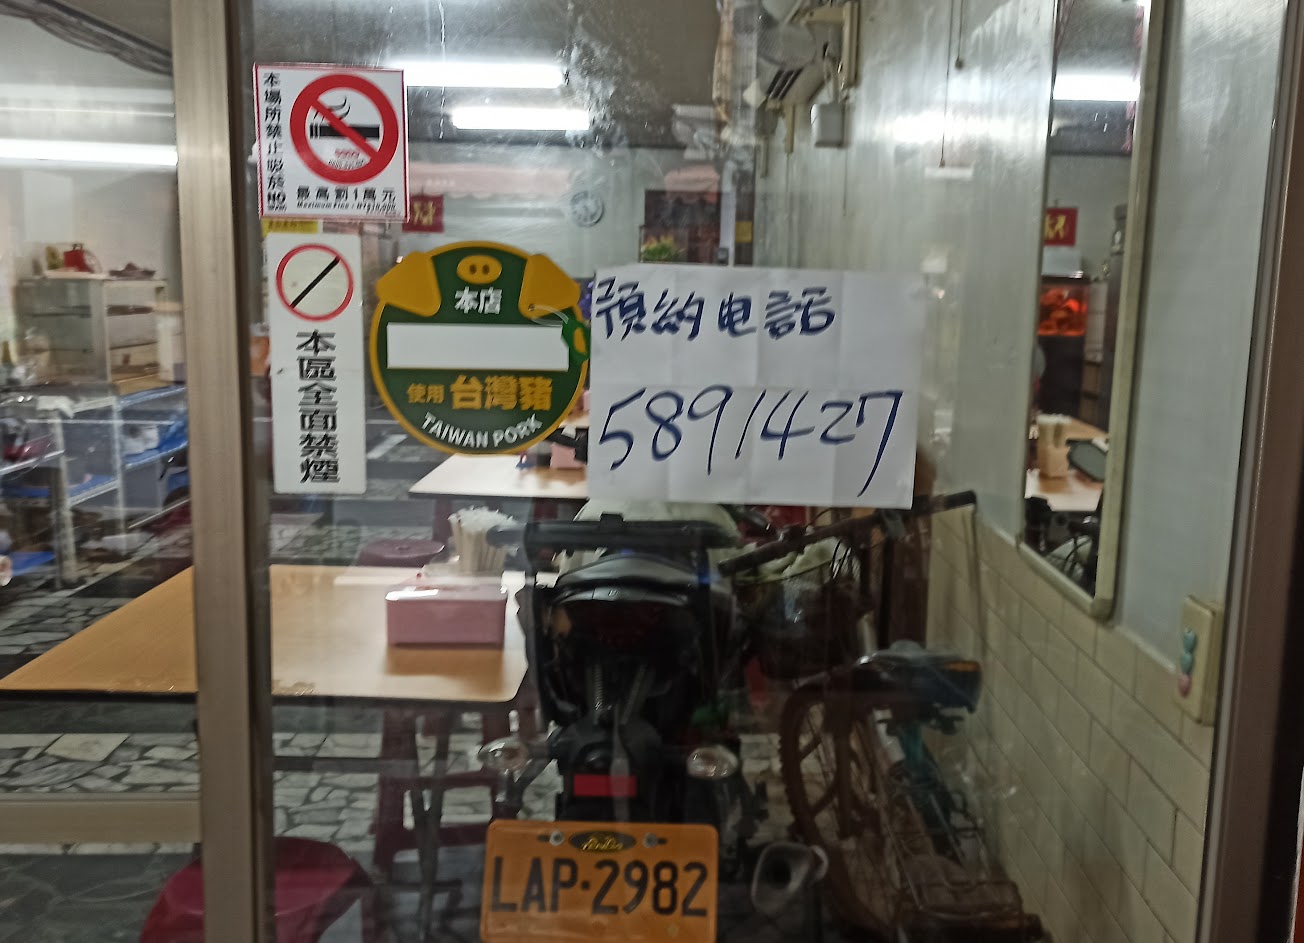 本場所禁止吸菸
最高罰1萬元
本區全面禁煙
本店
使用 台灣豬
TAIWAN PORK
預約电話
5891427
LAP·2982